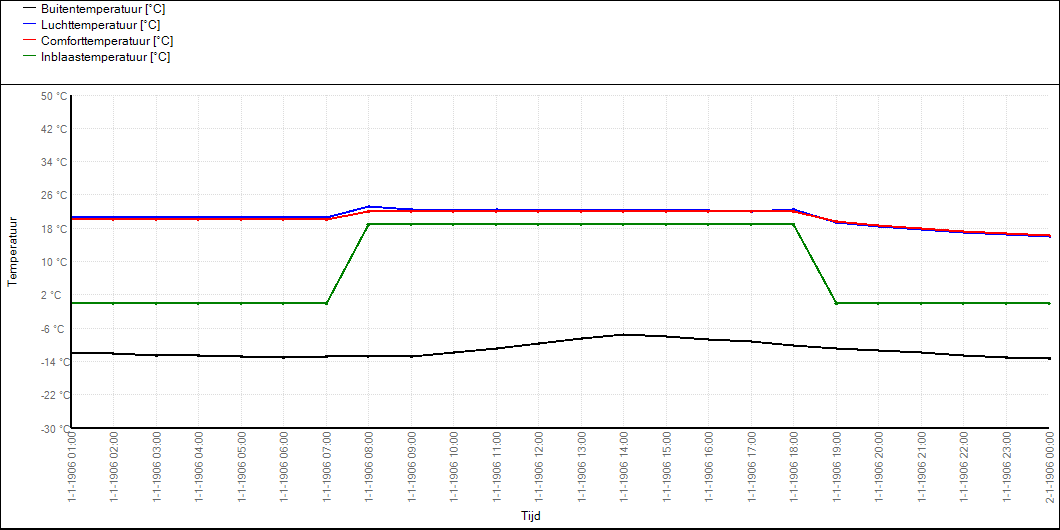 Buitentemperatuur [°C]
Luchttemperatuur [°C]
Comforttemperatuur [°C]
Inblaastemperatuur [°C]
50 °C
42 °C
34 °C
26 °C
18 °C
10 °C
2 °C
-6 °C
-14 °C
-22 °C
-30 °C
Temperatuur
1-1-1906 01:00
1-1-1906 02:00
1-1-1906 03:00
1-1-1906 04:00
1-1-1906 05:00
1-1-1906 06:00
1-1-1906 07:00
1-1-1906 08:00
1-1-1906 09:00
1-1-1906 10:00
1-1-1906 11:00
1-1-1906 12:00
1-1-1906 13:00
1-1-1906 14:00
1-1-1906 15:00
1-1-1906 16:00
1-1-1906 17:00
1-1-1906 18:00
1-1-1906 19:00
1-1-1906 20:00
1-1-1906 21:00
1-1-1906 22:00
1-1-1906 23:00
2-1-1906 00:00
Tijd